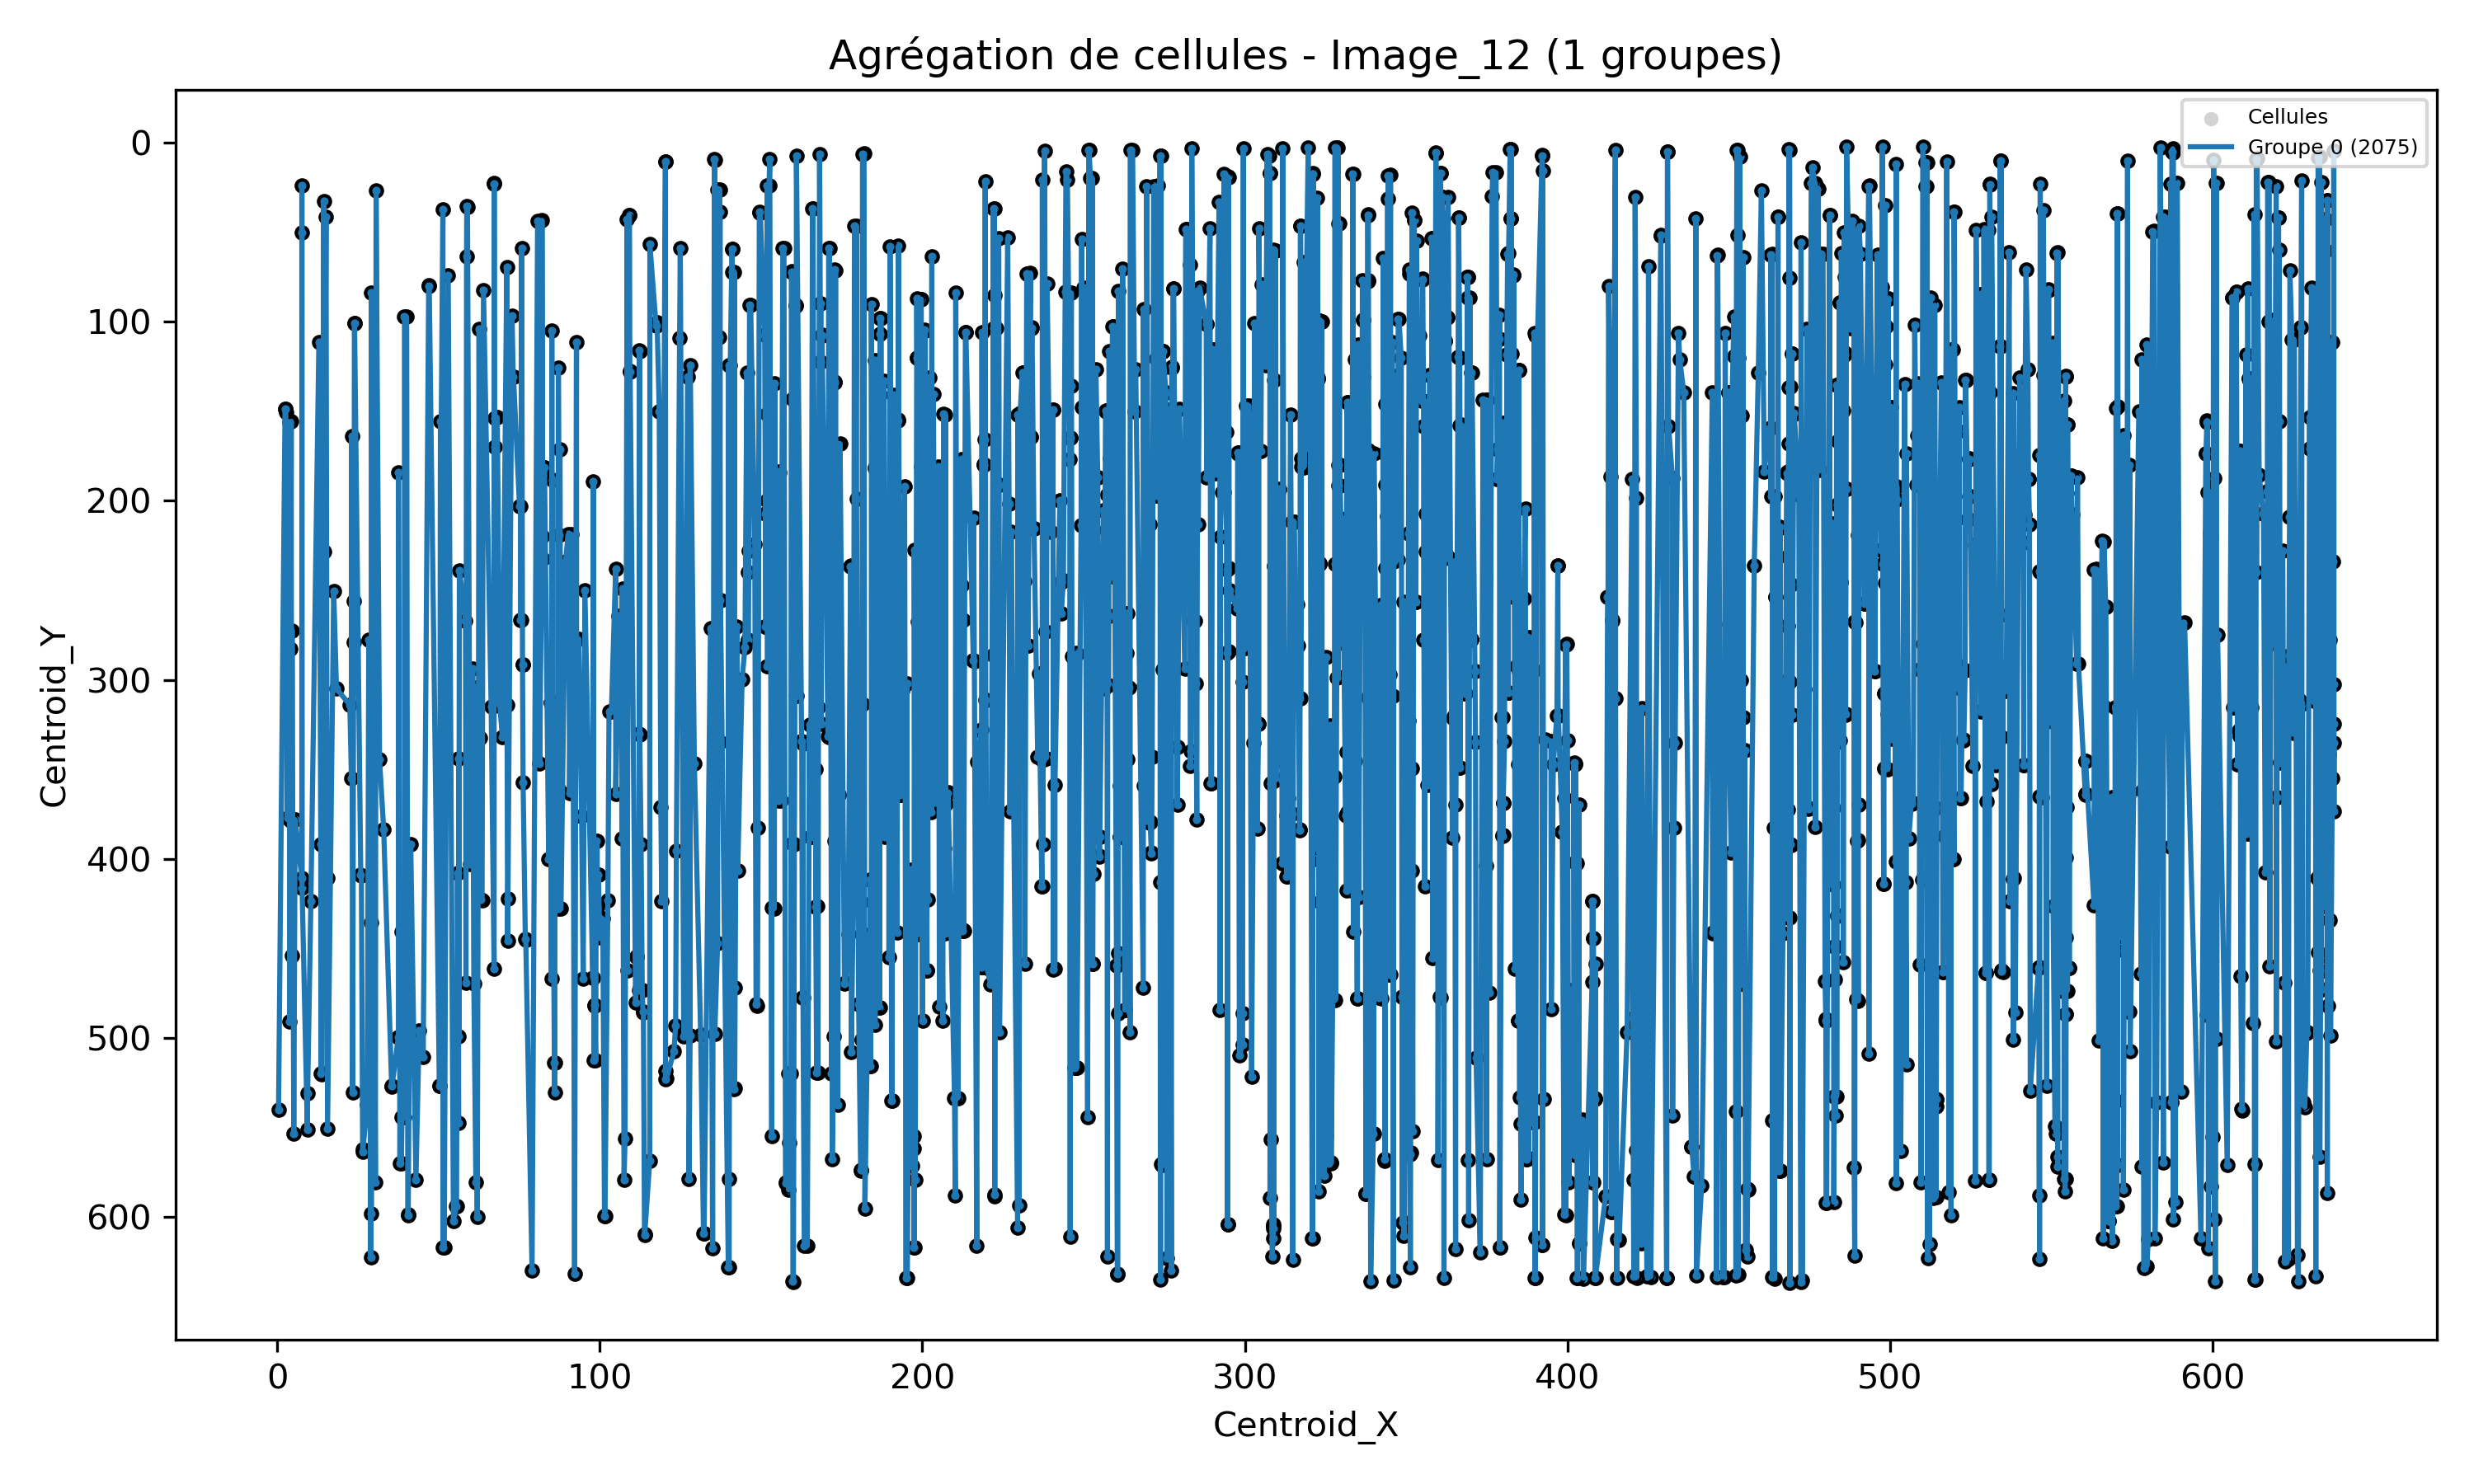 Agrégation de cellules - Image_12 (1 groupes)
Cellules
Groupe 0 (2075)
Centroid_Y
0
100
200
300
400
500
600
0 100 200 300 400 500 600
Centroid_X